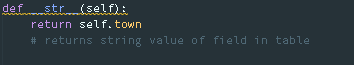 def __str__(self):
return self.town
# returns string value of field in table